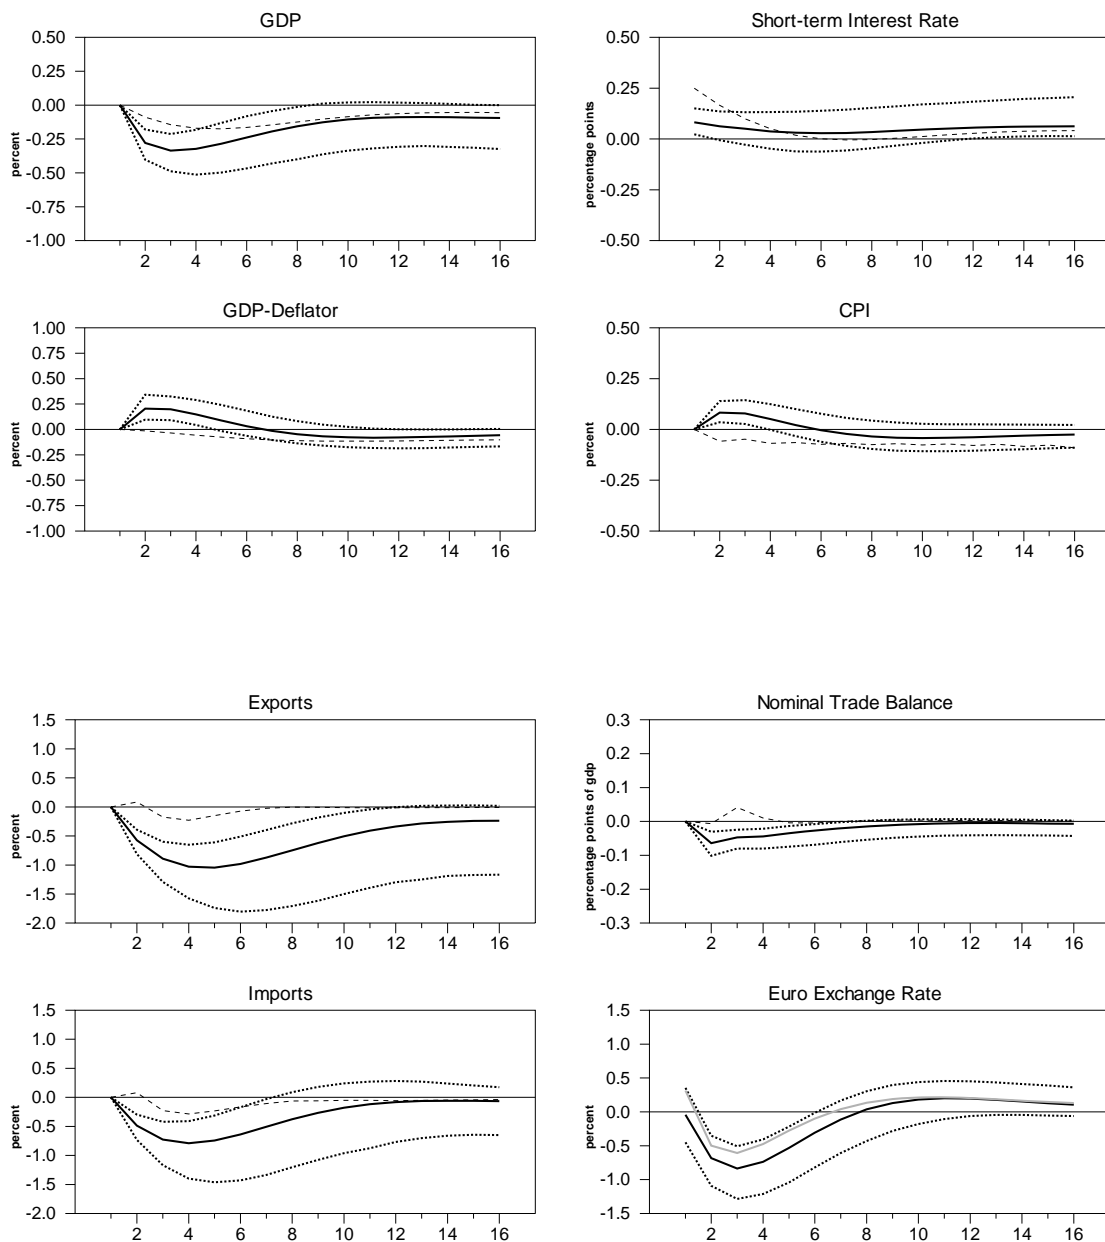 GDP
0.50
0.25
0.00
-0.25
-0.50
-0.75
-1.00
percent
2 4 6 8 10 12 14 16
Short-term Interest Rate
0.50
0.25
0.00
-0.25
-0.50
percentage points
2 4 6 8 10 12 14 16
GDP-Deflator
1.00
0.75
0.50
0.25
0.00
-0.25
-0.50
-0.75
-1.00
percent
2 4 6 8 10 12 14 16
CPI
0.50
0.25
0.00
-0.25
-0.50
percent
2 4 6 8 10 12 14 16
Exports
1.5
1.0
0.5
0.0
-0.5
-1.0
-1.5
-2.0
percent
2 4 6 8 10 12 14 16
Nominal Trade Balance
0.3
0.2
0.1
0.0
-0.1
-0.2
-0.3
percentage points of gdp
2 4 6 8 10 12 14 16
Imports
1.5
1.0
0.5
0.0
-0.5
-1.0
-1.5
-2.0
percent
2 4 6 8 10 12 14 16
Euro Exchange Rate
1.5
1.0
0.5
0.0
-0.5
-1.0
-1.5
percent
2 4 6 8 10 12 14 16